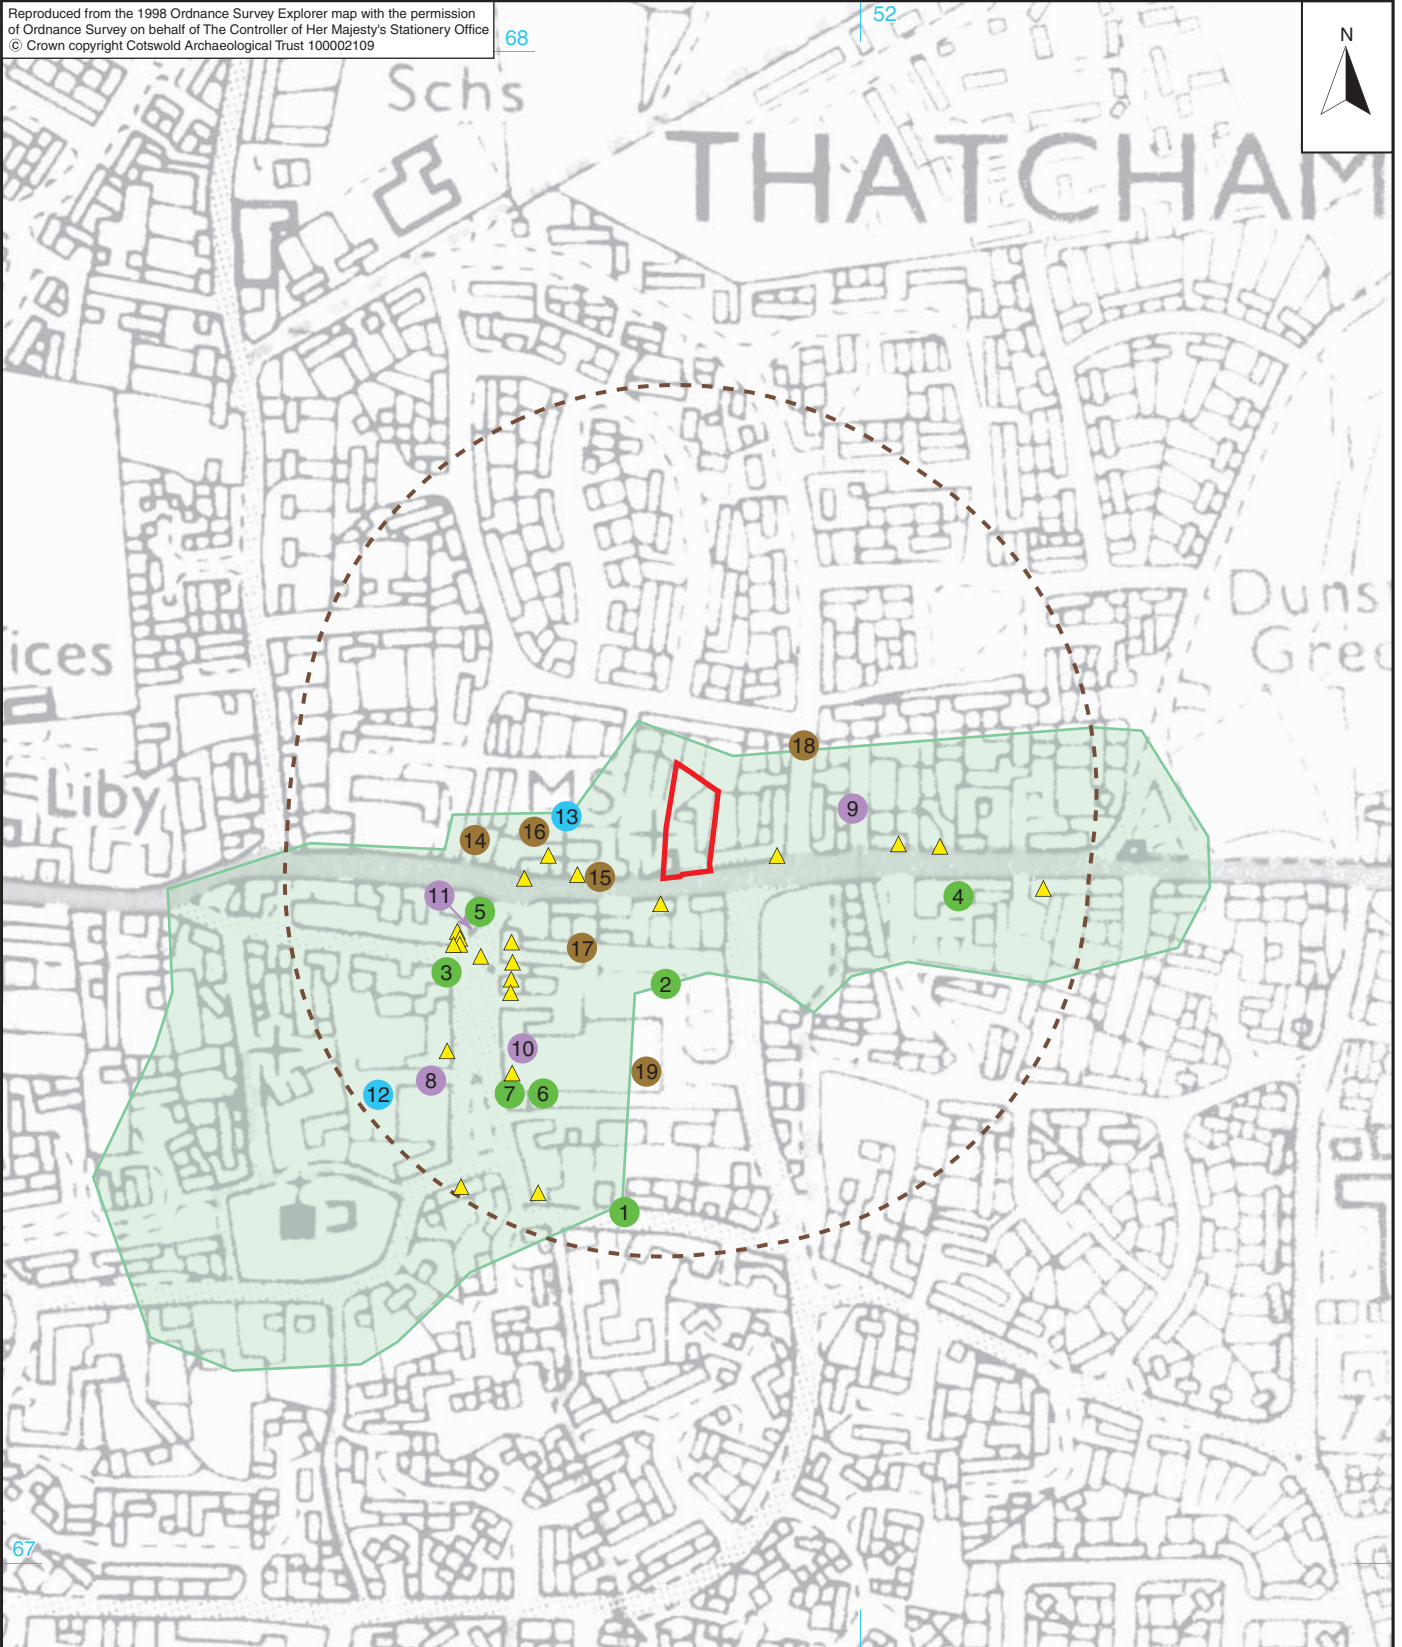 Reproduced from the 1998 Ordnance Survey Explorer map with the permission
of Ordnance Survey on behalf of The Controller of Her Majesty's Stationery Office
© Crown copyright Cotswold Archaeological Trust 100002109
52
68
N
Schs
THATCHAM
Duns
Gree
ices
18
Liby
M
13
9
16
14
15
11
5
4
17
3
2
10
19
8
12
7
6
1
67